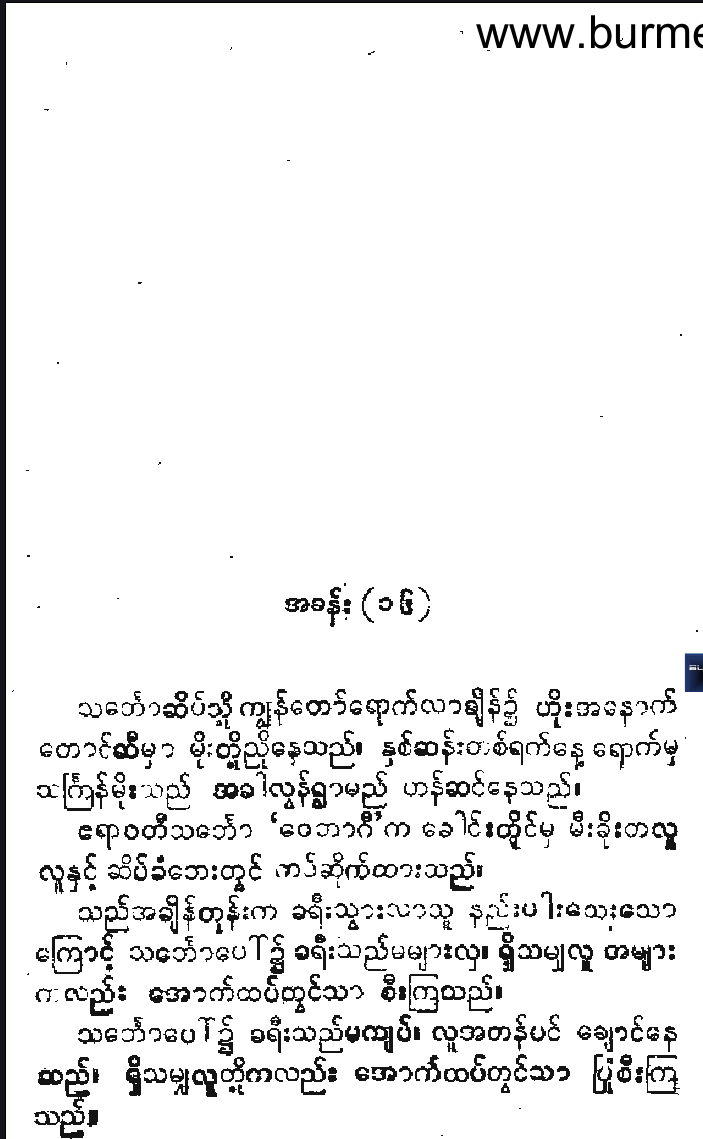 www.burme
အခန်း (၁၆)
သင်္ဘောဆိပ်သို့ ကျွန်တော်ရောက်လာချိန်၌ ဟိုးအနောက်
တောင်ဆီမှာ မိုးတို့ညိုနေသည်။ နှစ်ဆန်းတစ်ရက်နေ့ ရောက်မှ
သင်္ကြန်မိုးသည် အခါလွန်ရွာမည် ဟန်ဆင်နေသည်။
ဧရာဝတီသင်္ဘော ‘ဝေဘာဂီ’က ခေါင်းတိုင်မှ မီးခိုးတလူ
လူနှင့် ဆိပ်ခံဘေးတွင် ကပ်ဆိုက်ထားသည်။
သည်အချိန်တုန်းက ခရီးသွားလာသူ နည်းပါးသေးသော
ကြောင့် သင်္ဘောပေါ်၌ ခရီးသည်မများလှ။ ရှိသမျှလူ အများ
ကလည်း အောက်ထပ်တွင်သာ စီးကြသည်။
သင်္ဘောပေါ်၌ ခရီးသည်မကျပ်။ လူအတန်ပင် ချောင်နေ
သည်။ ရှိသမျှလူတို့ကလည်း အောက်ထပ်တွင်သာ ပြုံစီးကြ
သည်။